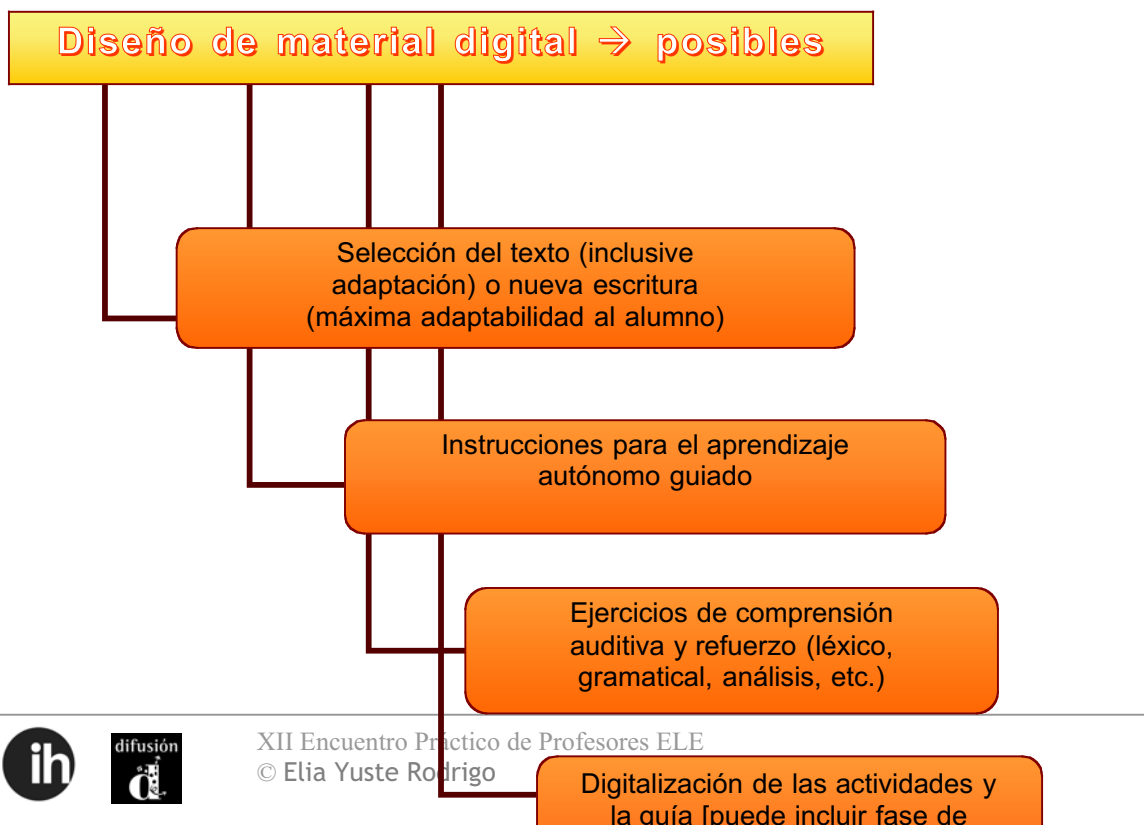 Diseño de material digital → posibles
Selección del texto (inclusive
adaptación) o nueva escritura
(máxima adaptabilidad al alumno)
Instrucciones para el aprendizaje
autónomo guiado
Ejercicios de comprensión
auditiva y refuerzo (léxico,
gramatical, análisis, etc.)
ih
difusión
XII Encuentro Práctico de Profesores ELE
© Elia Yuste Rodrigo
Digitalización de las actividades y
la guía [puede incluir fase de